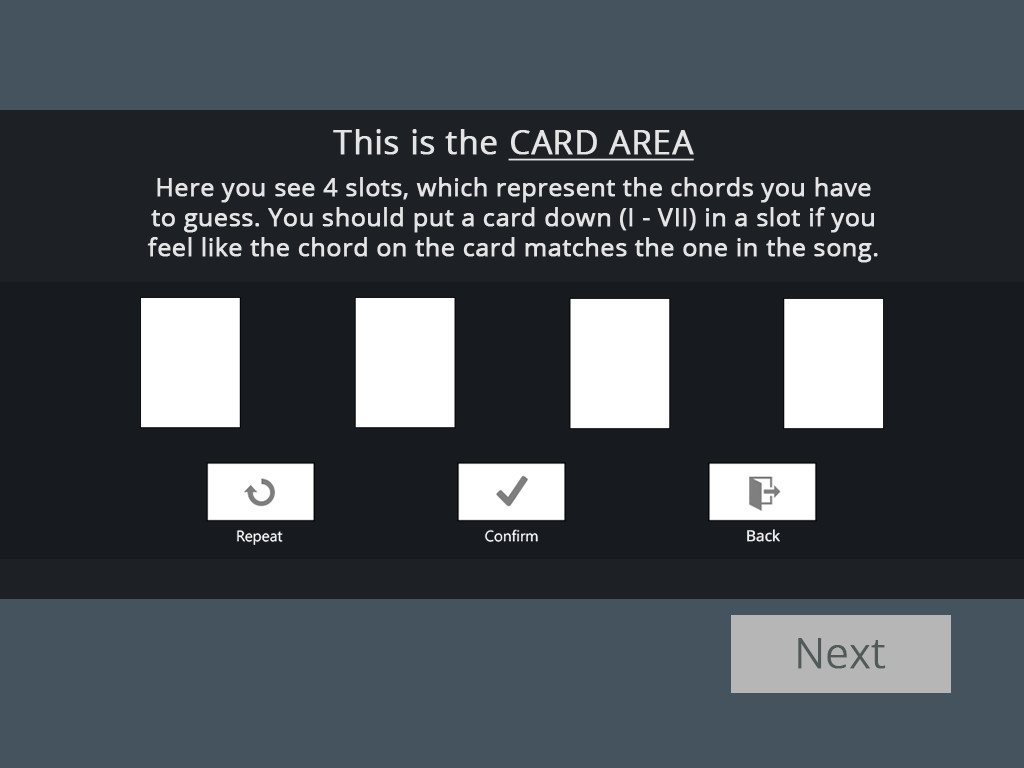 This is the CARD AREA
Here you see 4 slots, which represent the chords you have
to guess. You should put a card down (I - VII) in a slot if you
feel like the chord on the card matches the one in the song.
Repeat
Confirm
Back
Next